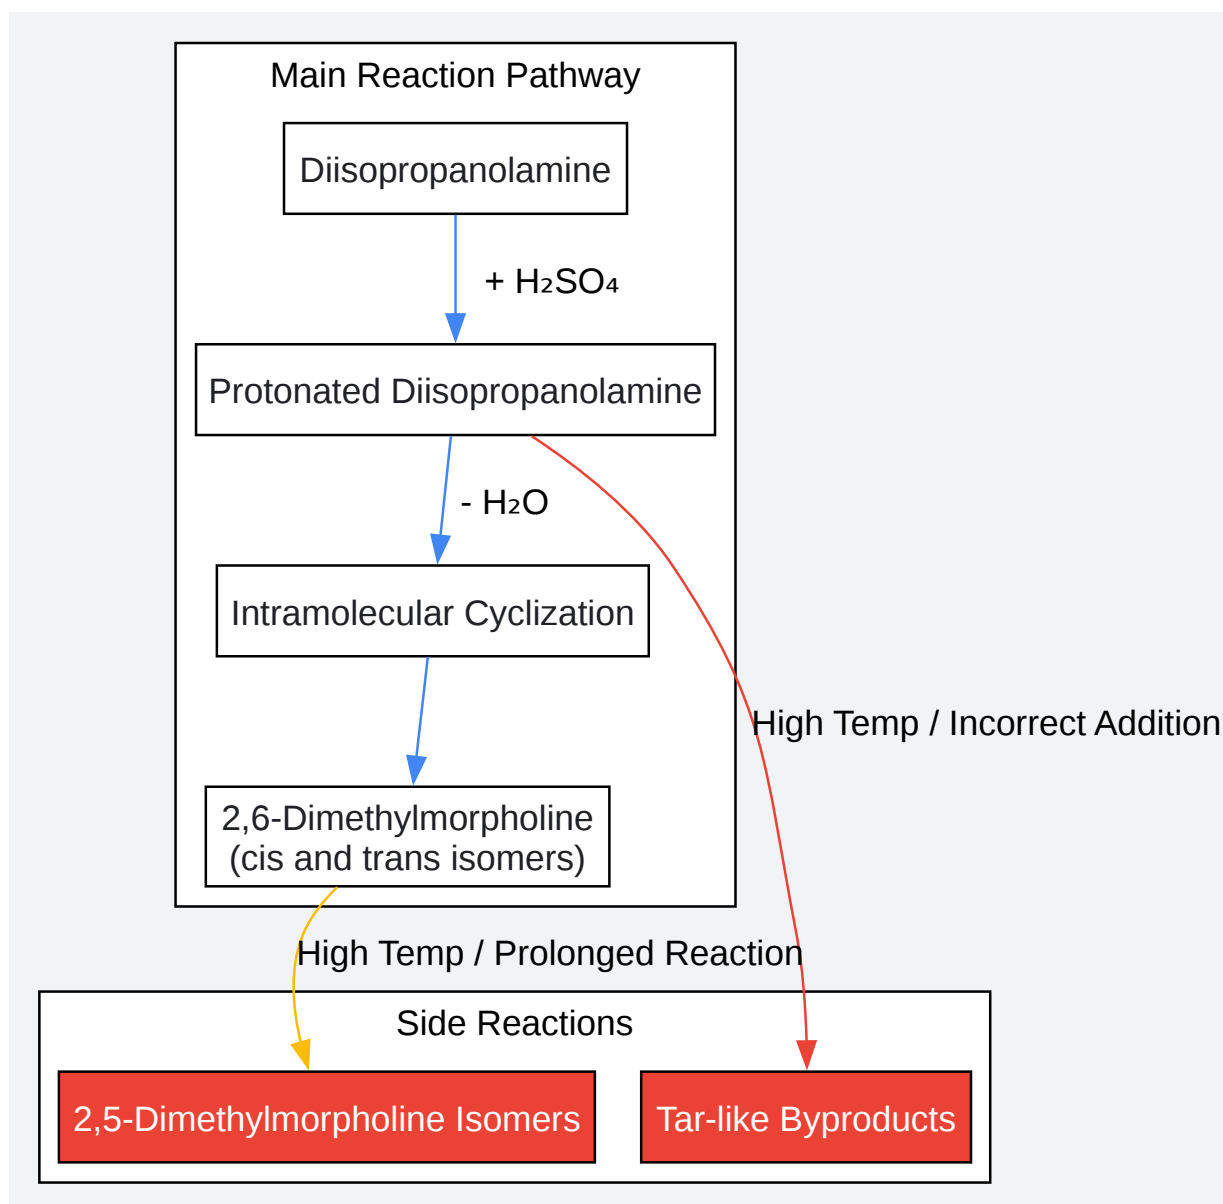 Main Reaction Pathway
Diisopropanolamine
+ H₂SO₄
Protonated Diisopropanolamine
- H₂O
Intramolecular Cyclization
High Temp / Incorrect Addition
2,6-Dimethylmorpholine
(cis and trans isomers)
High Temp / Prolonged Reaction
Side Reactions
2,5-Dimethylmorpholine Isomers
Tar-like Byproducts